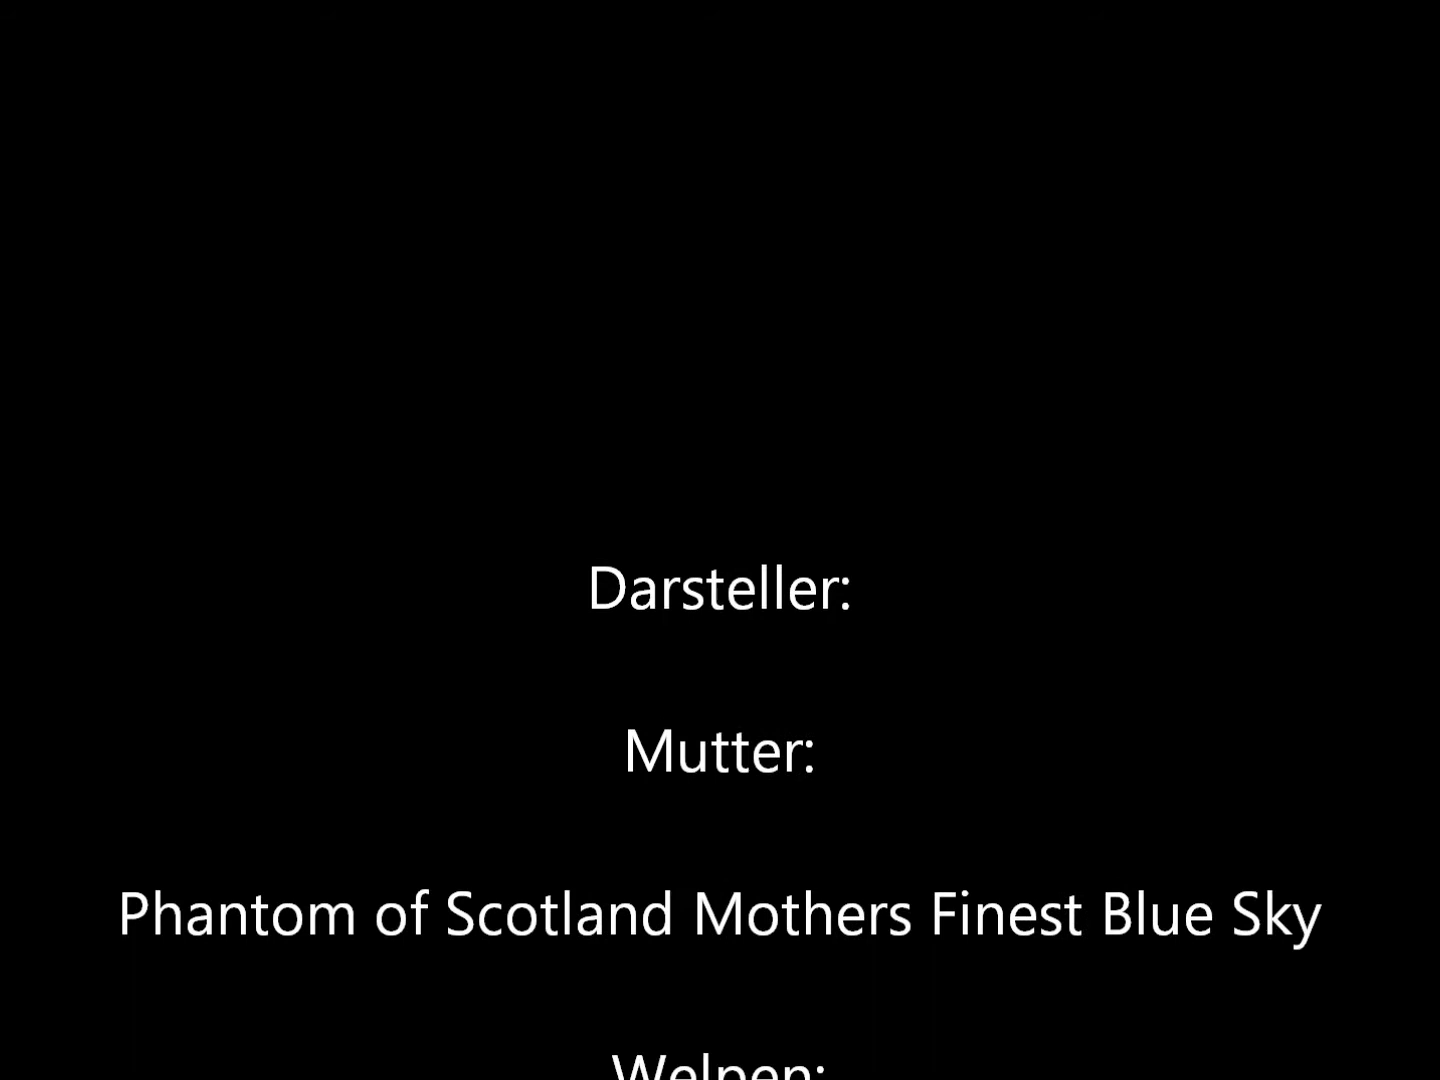 Darsteller:
Mutter:
Phantom of Scotland Mothers Finest Blue Sky
Welpen: